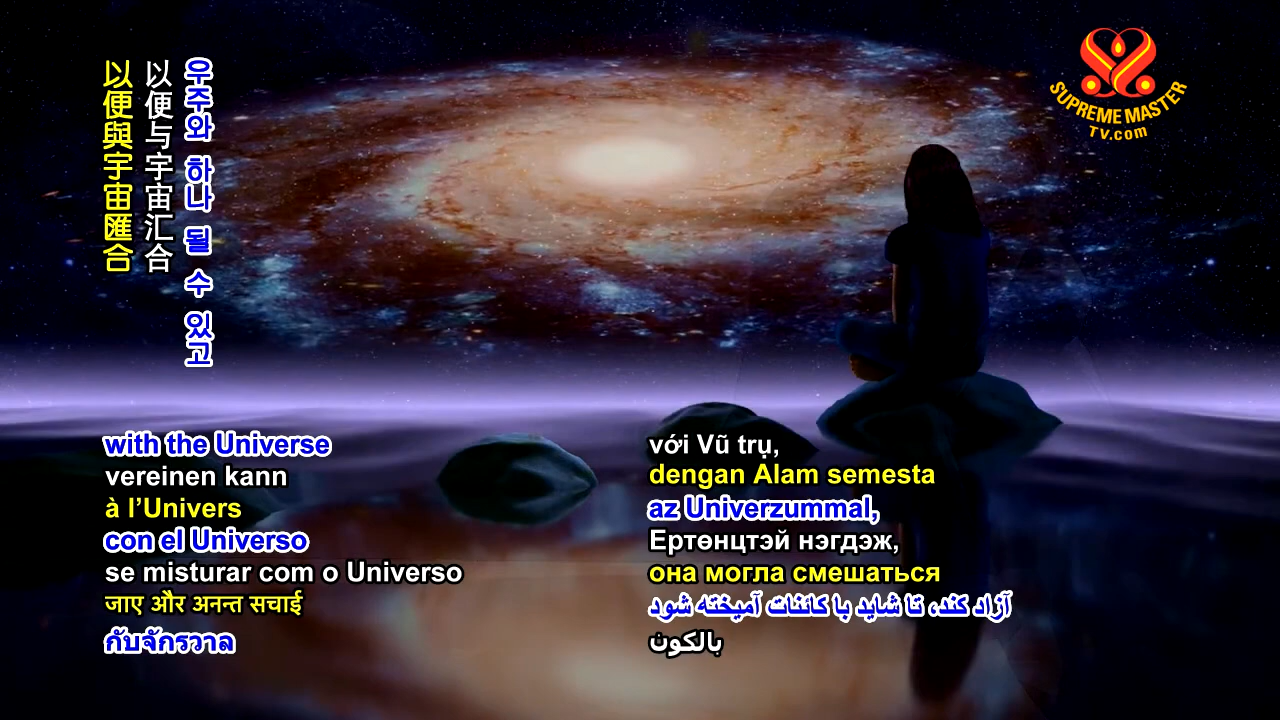 以便與宇宙匯合
以便与宇宙汇合
우주와 하나 될 수 있고
SUPREME MASTER
TV.com
with the Universe
vereinen kann
à l’Univers
con el Universo
se misturar com o Universo
जाए और अनन्त सचाई
กับจักรวาล
với Vũ trụ,
dengan Alam semesta
az Univerzummal,
Ертөнцтэй нэгдэж,
она могла смешаться
آزاد کند، تا شاید با کائنات آمیخته شود
بالكون